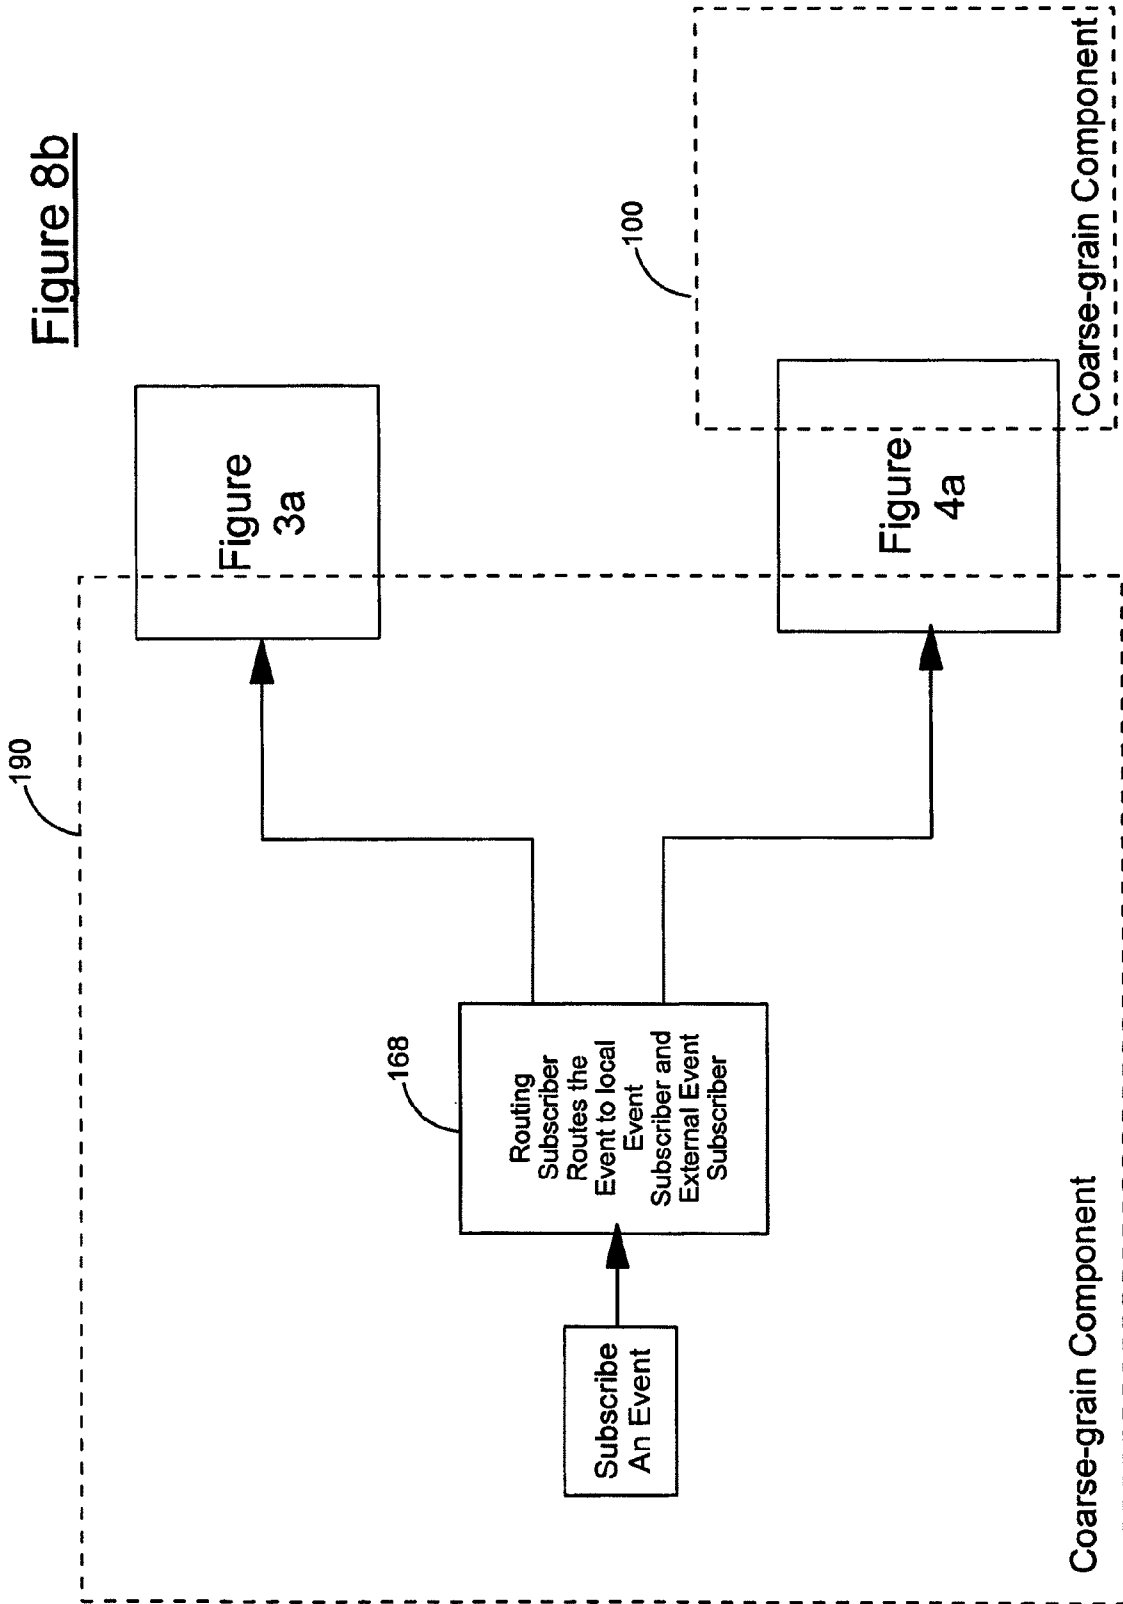 Figure 8b
190
Figure
3a
168
Routing
Subscriber
Routes the
Event to local
Event
Subscriber and
External Event
Subscriber
Subscribe
An Event
100
Figure
4a
Coarse-grain Component
Coarse-grain Component